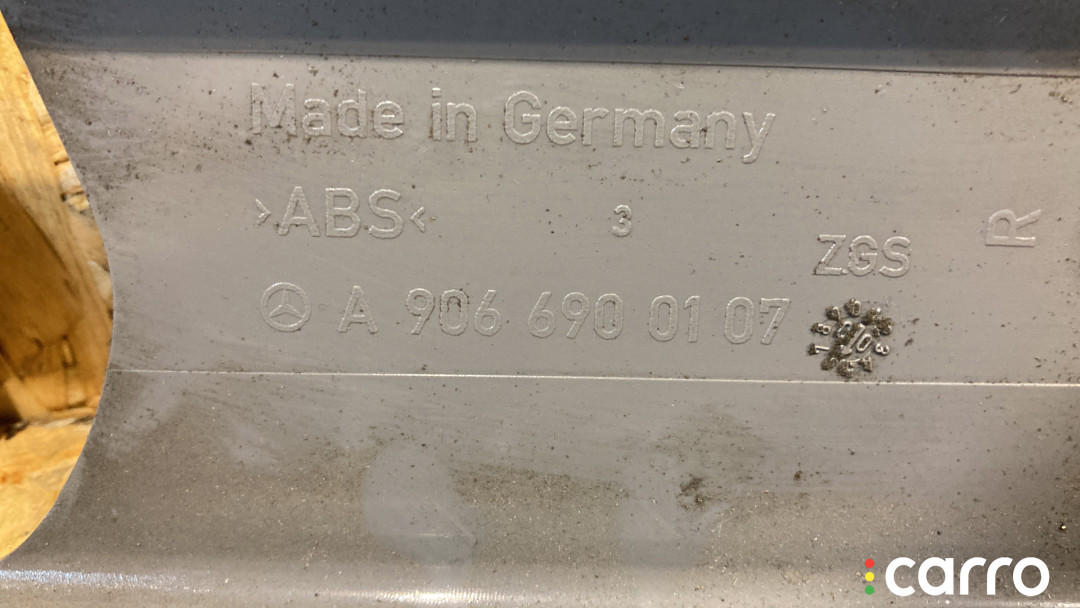 Made in Germany
>ABS< 3
ZGS
R
A 906 690 01 07
carro